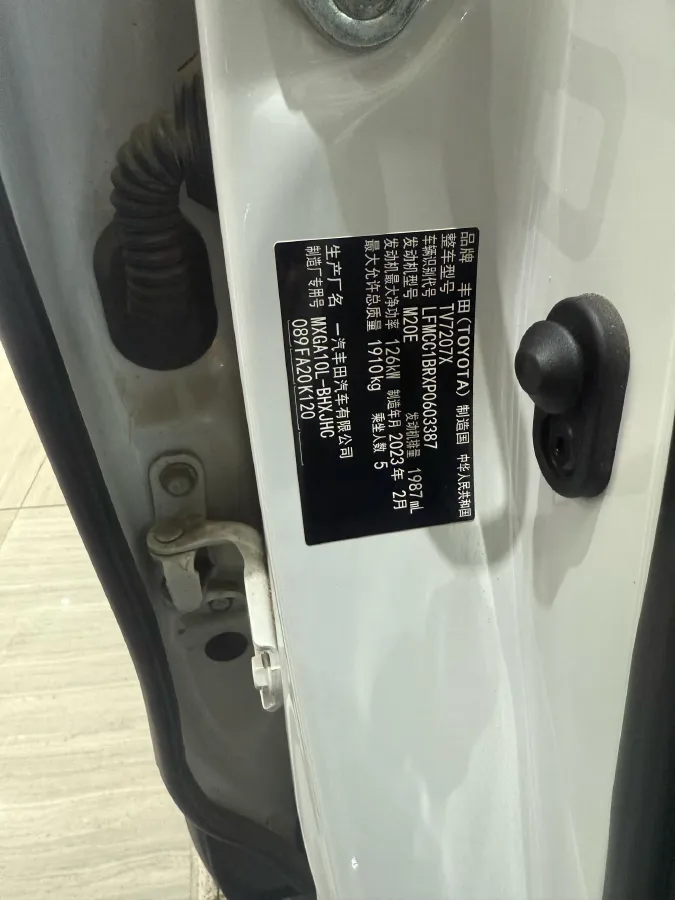 品牌 丰田(TOYOTA) 制造国 中华人民共和国
整车型号 TV7207X
车辆识别代号 LFMCC1BRXP0603387
发动机型号 M20E 发动机排量 1987mL
发动机最大净功率 126kW 制造年月 2023年 2月
最大允许总质量 1910kg 乘坐人数 5
生产厂名 一汽丰田汽车有限公司
制造厂专用号 MXGA10L-BHXJHC
089FA20K120